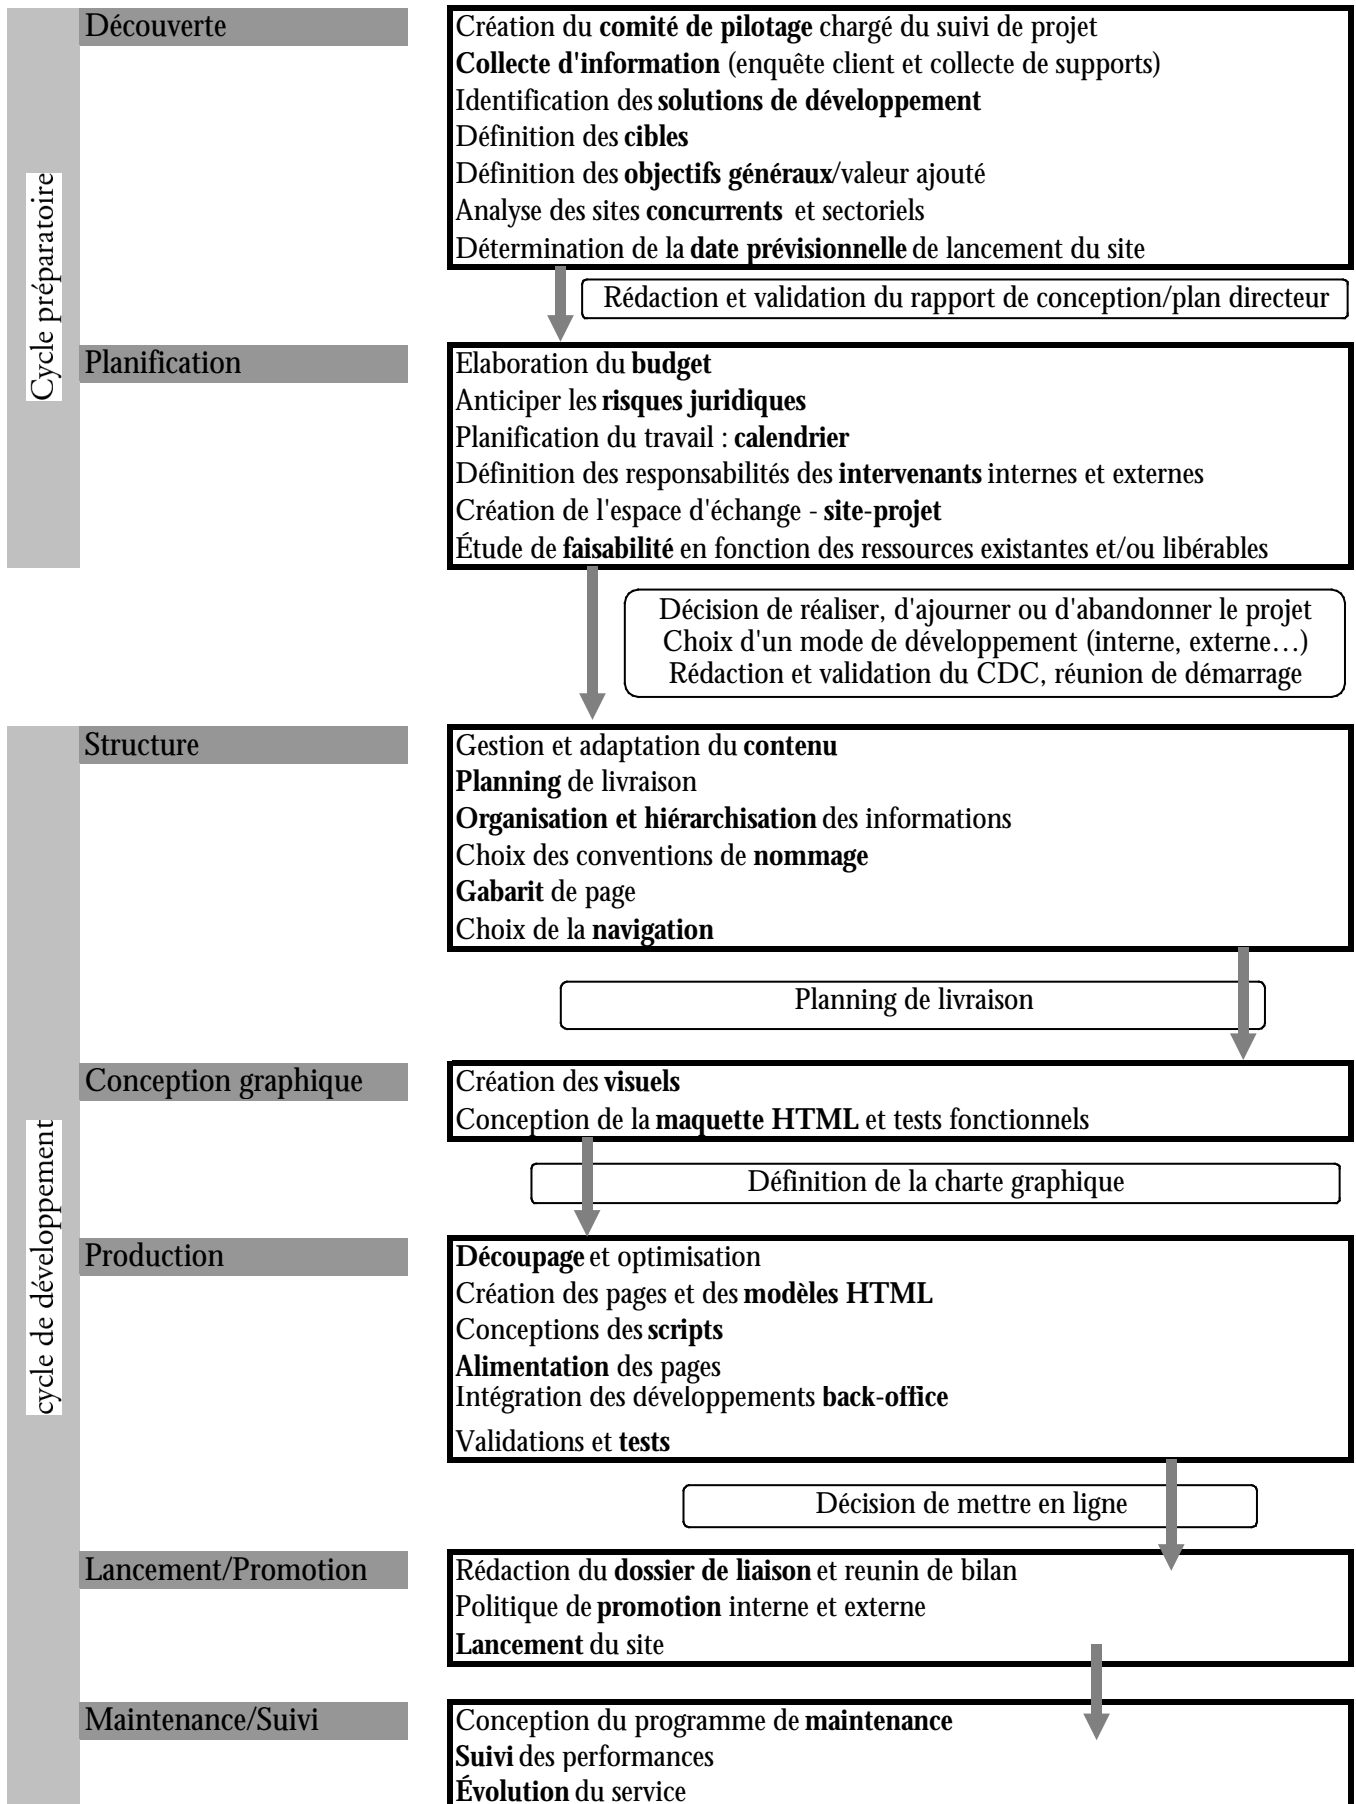 Cycle préparatoire
Découverte
Création du comité de pilotage chargé du suivi de projet
Collecte d'information (enquête client et collecte de supports)
Identification des solutions de développement
Définition des cibles
Définition des objectifs généraux/valeur ajouté
Analyse des sites concurrents et sectoriels
Détermination de la date prévisionnelle de lancement du site
Rédaction et validation du rapport de conception/plan directeur
Planification
Elaboration du budget
Anticiper les risques juridiques
Planification du travail : calendrier
Définition des responsabilités des intervenants internes et externes
Création de l'espace d'échange - site-projet
Étude de faisabilité en fonction des ressources existantes et/ou libérables
Décision de réaliser, d'ajourner ou d'abandonner le projet
Choix d'un mode de développement (interne, externe…)
Rédaction et validation du CDC, réunion de démarrage
cycle de développement
Structure
Gestion et adaptation du contenu
Planning de livraison
Organisation et hiérarchisation des informations
Choix des conventions de nommage
Gabarit de page
Choix de la navigation
Planning de livraison
Conception graphique
Création des visuels
Conception de la maquette HTML et tests fonctionnels
Définition de la charte graphique
Production
Découpage et optimisation
Création des pages et des modèles HTML
Conceptions des scripts
Alimentation des pages
Intégration des développements back-office
Validations et tests
Décision de mettre en ligne
Lancement/Promotion
Rédaction du dossier de liaison et reunin de bilan
Politique de promotion interne et externe
Lancement du site
Maintenance/Suivi
Conception du programme de maintenance
Suivi des performances
Évolution du service